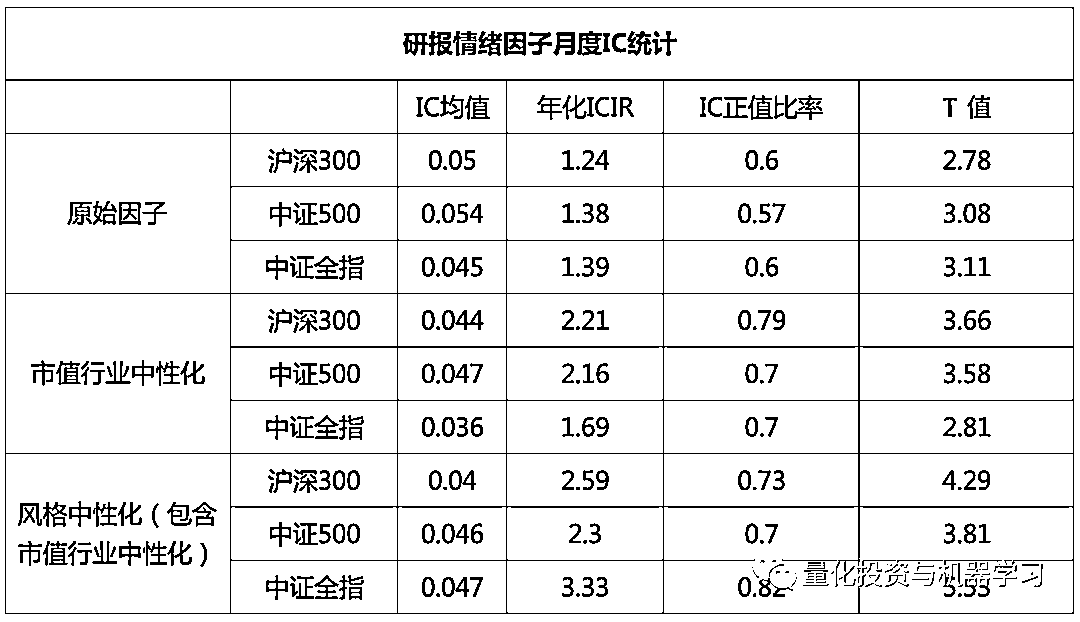 研报情绪因子月度IC统计
IC均值 年化ICIR IC正值比率 T 值
原始因子
沪深300 0.05 1.24 0.6 2.78
中证500 0.054 1.38 0.57 3.08
中证全指 0.045 1.39 0.6 3.11
市值行业中性化
沪深300 0.044 2.21 0.79 3.66
中证500 0.047 2.16 0.7 3.58
中证全指 0.036 1.69 0.7 2.81
风格中性化（包含
市值行业中性化）
沪深300 0.04 2.59 0.73 4.29
中证500 0.046 2.3 0.7 3.81
中证全指 0.047 3.33 0.82 5.53
量化投资与机器学习